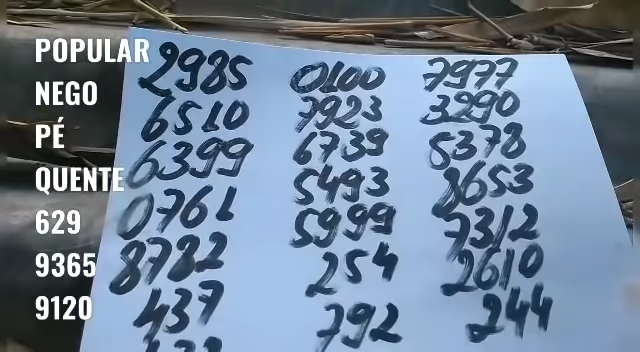 POPULAR
NEGO
PÉ
QUENTE
629
9365
9120
2985 0100 7977
6510 7923 3290
6399 6739 5378
0761 5493 8653
8782 5999 7312
437 254 2610
792 244